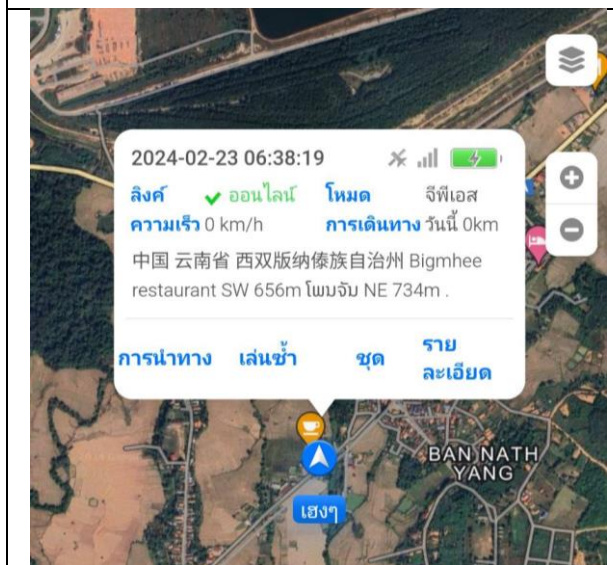 2024-02-23 06:38:19
ลิงค์ ออนไลน์ โหมด จีพีเอส
ความเร็ว 0 km/h การเดินทาง วันนี้ 0km
中国 云南省 西双版纳傣族自治州 Bigmhee
restaurant SW 656m ໂພນຈັນ NE 734m .
การนำทาง เล่นซ้ำ ชุด ราย
ละเอียด
BAN NATH
YANG
เฮงๆ